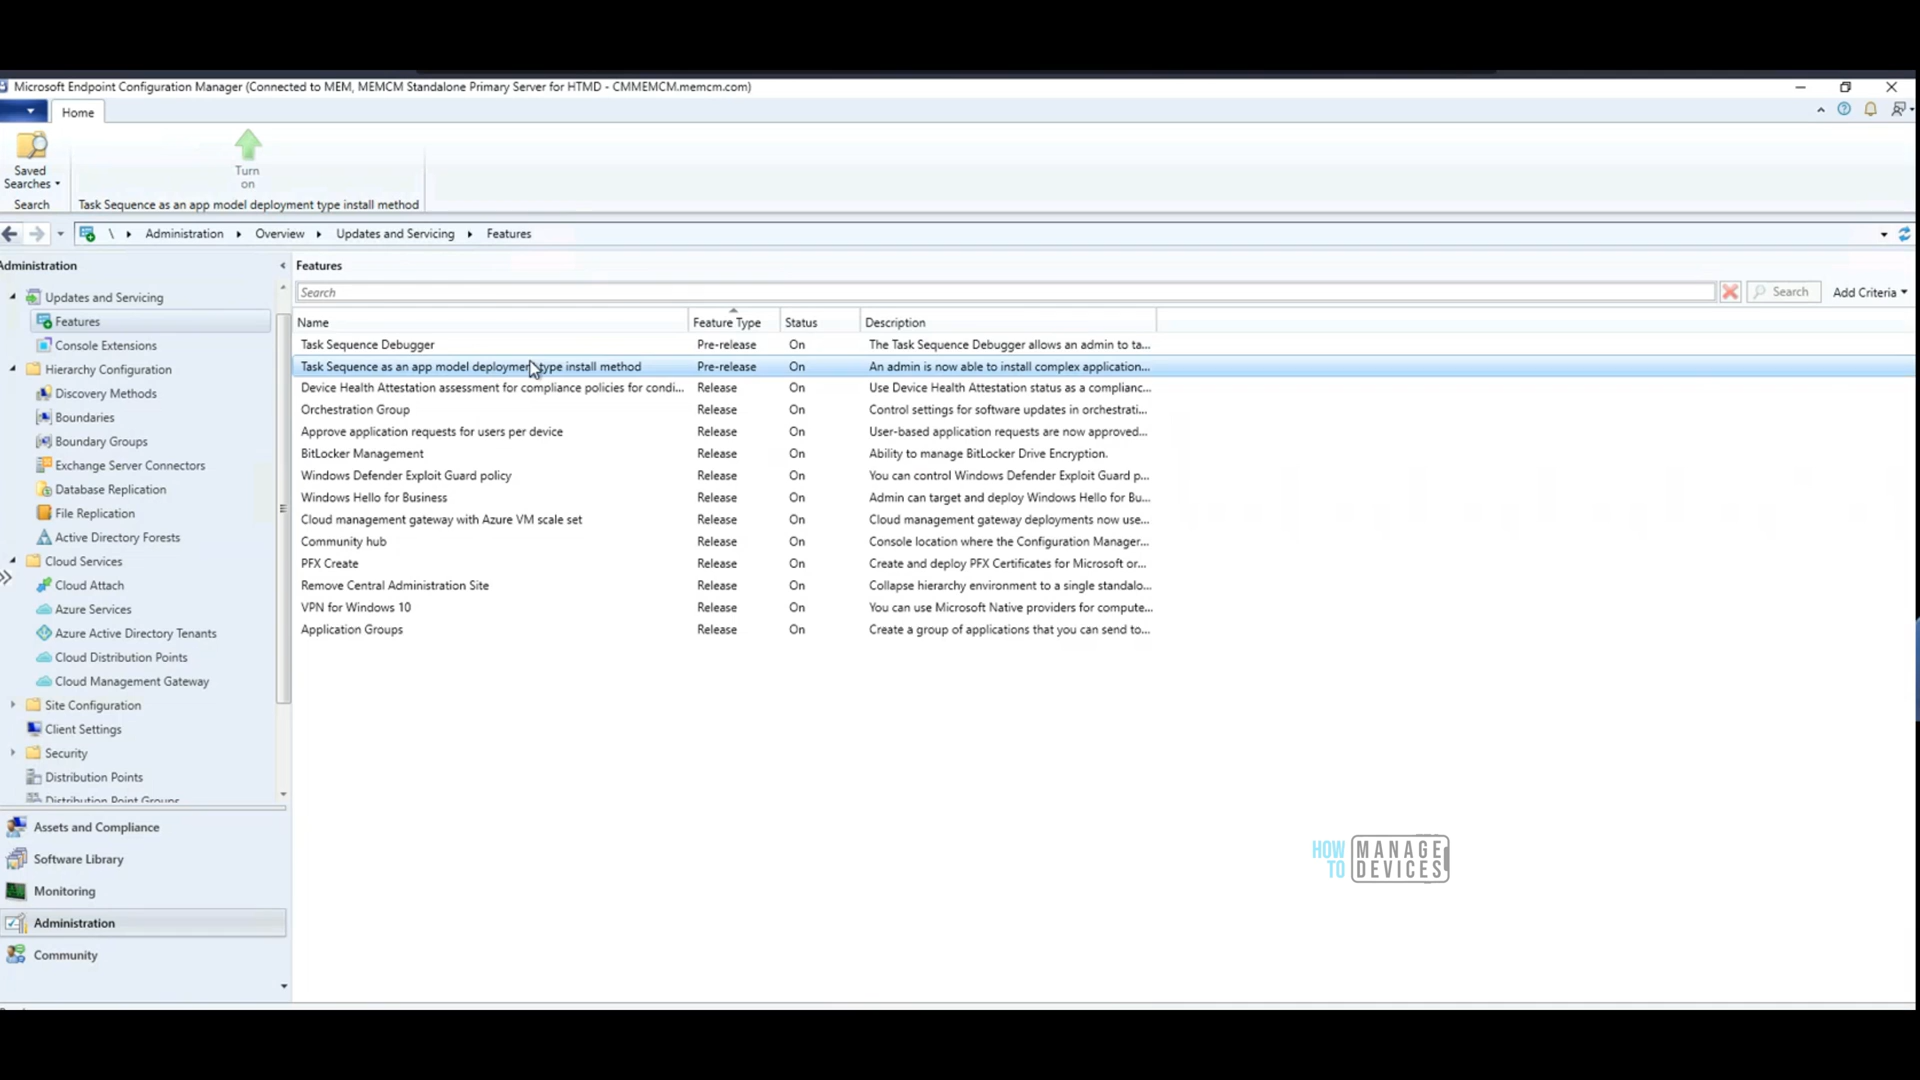 Microsoft Endpoint Configuration Manager (Connected to MEM, MEMCM Standalone Primary Server for HTMD - CMMEMCM.memcm.com)
Home
Saved
Searches
Search
Turn
on
Task Sequence as an app model deployment type install method
\ Administration Overview Updates and Servicing Features
Administration
Updates and Servicing
Features
Console Extensions
Hierarchy Configuration
Discovery Methods
Boundaries
Boundary Groups
Exchange Server Connectors
Database Replication
File Replication
Active Directory Forests
Cloud Services
Cloud Attach
Azure Services
Azure Active Directory Tenants
Cloud Distribution Points
Cloud Management Gateway
Site Configuration
Client Settings
Security
Distribution Points
Distribution Point Groups
Assets and Compliance
Software Library
Monitoring
Administration
Community
Features
Search Search Add Criteria
Name Feature Type Status Description
Task Sequence Debugger Pre-release On The Task Sequence Debugger allows an admin to ta...
Task Sequence as an app model deployment type install method Pre-release On An admin is now able to install complex application...
Device Health Attestation assessment for compliance policies for condi... Release On Use Device Health Attestation status as a complianc...
Orchestration Group Release On Control settings for software updates in orchestrati...
Approve application requests for users per device Release On User-based application requests are now approved...
BitLocker Management Release On Ability to manage BitLocker Drive Encryption.
Windows Defender Exploit Guard policy Release On You can control Windows Defender Exploit Guard p...
Windows Hello for Business Release On Admin can target and deploy Windows Hello for Bu...
Cloud management gateway with Azure VM scale set Release On Cloud management gateway deployments now use...
Community hub Release On Console location where the Configuration Manager...
PFX Create Release On Create and deploy PFX Certificates for Microsoft or...
Remove Central Administration Site Release On Collapse hierarchy environment to a single standalo...
VPN for Windows 10 Release On You can use Microsoft Native providers for compute...
Application Groups Release On Create a group of applications that you can send to...
HOW TO MANAGE DEVICES